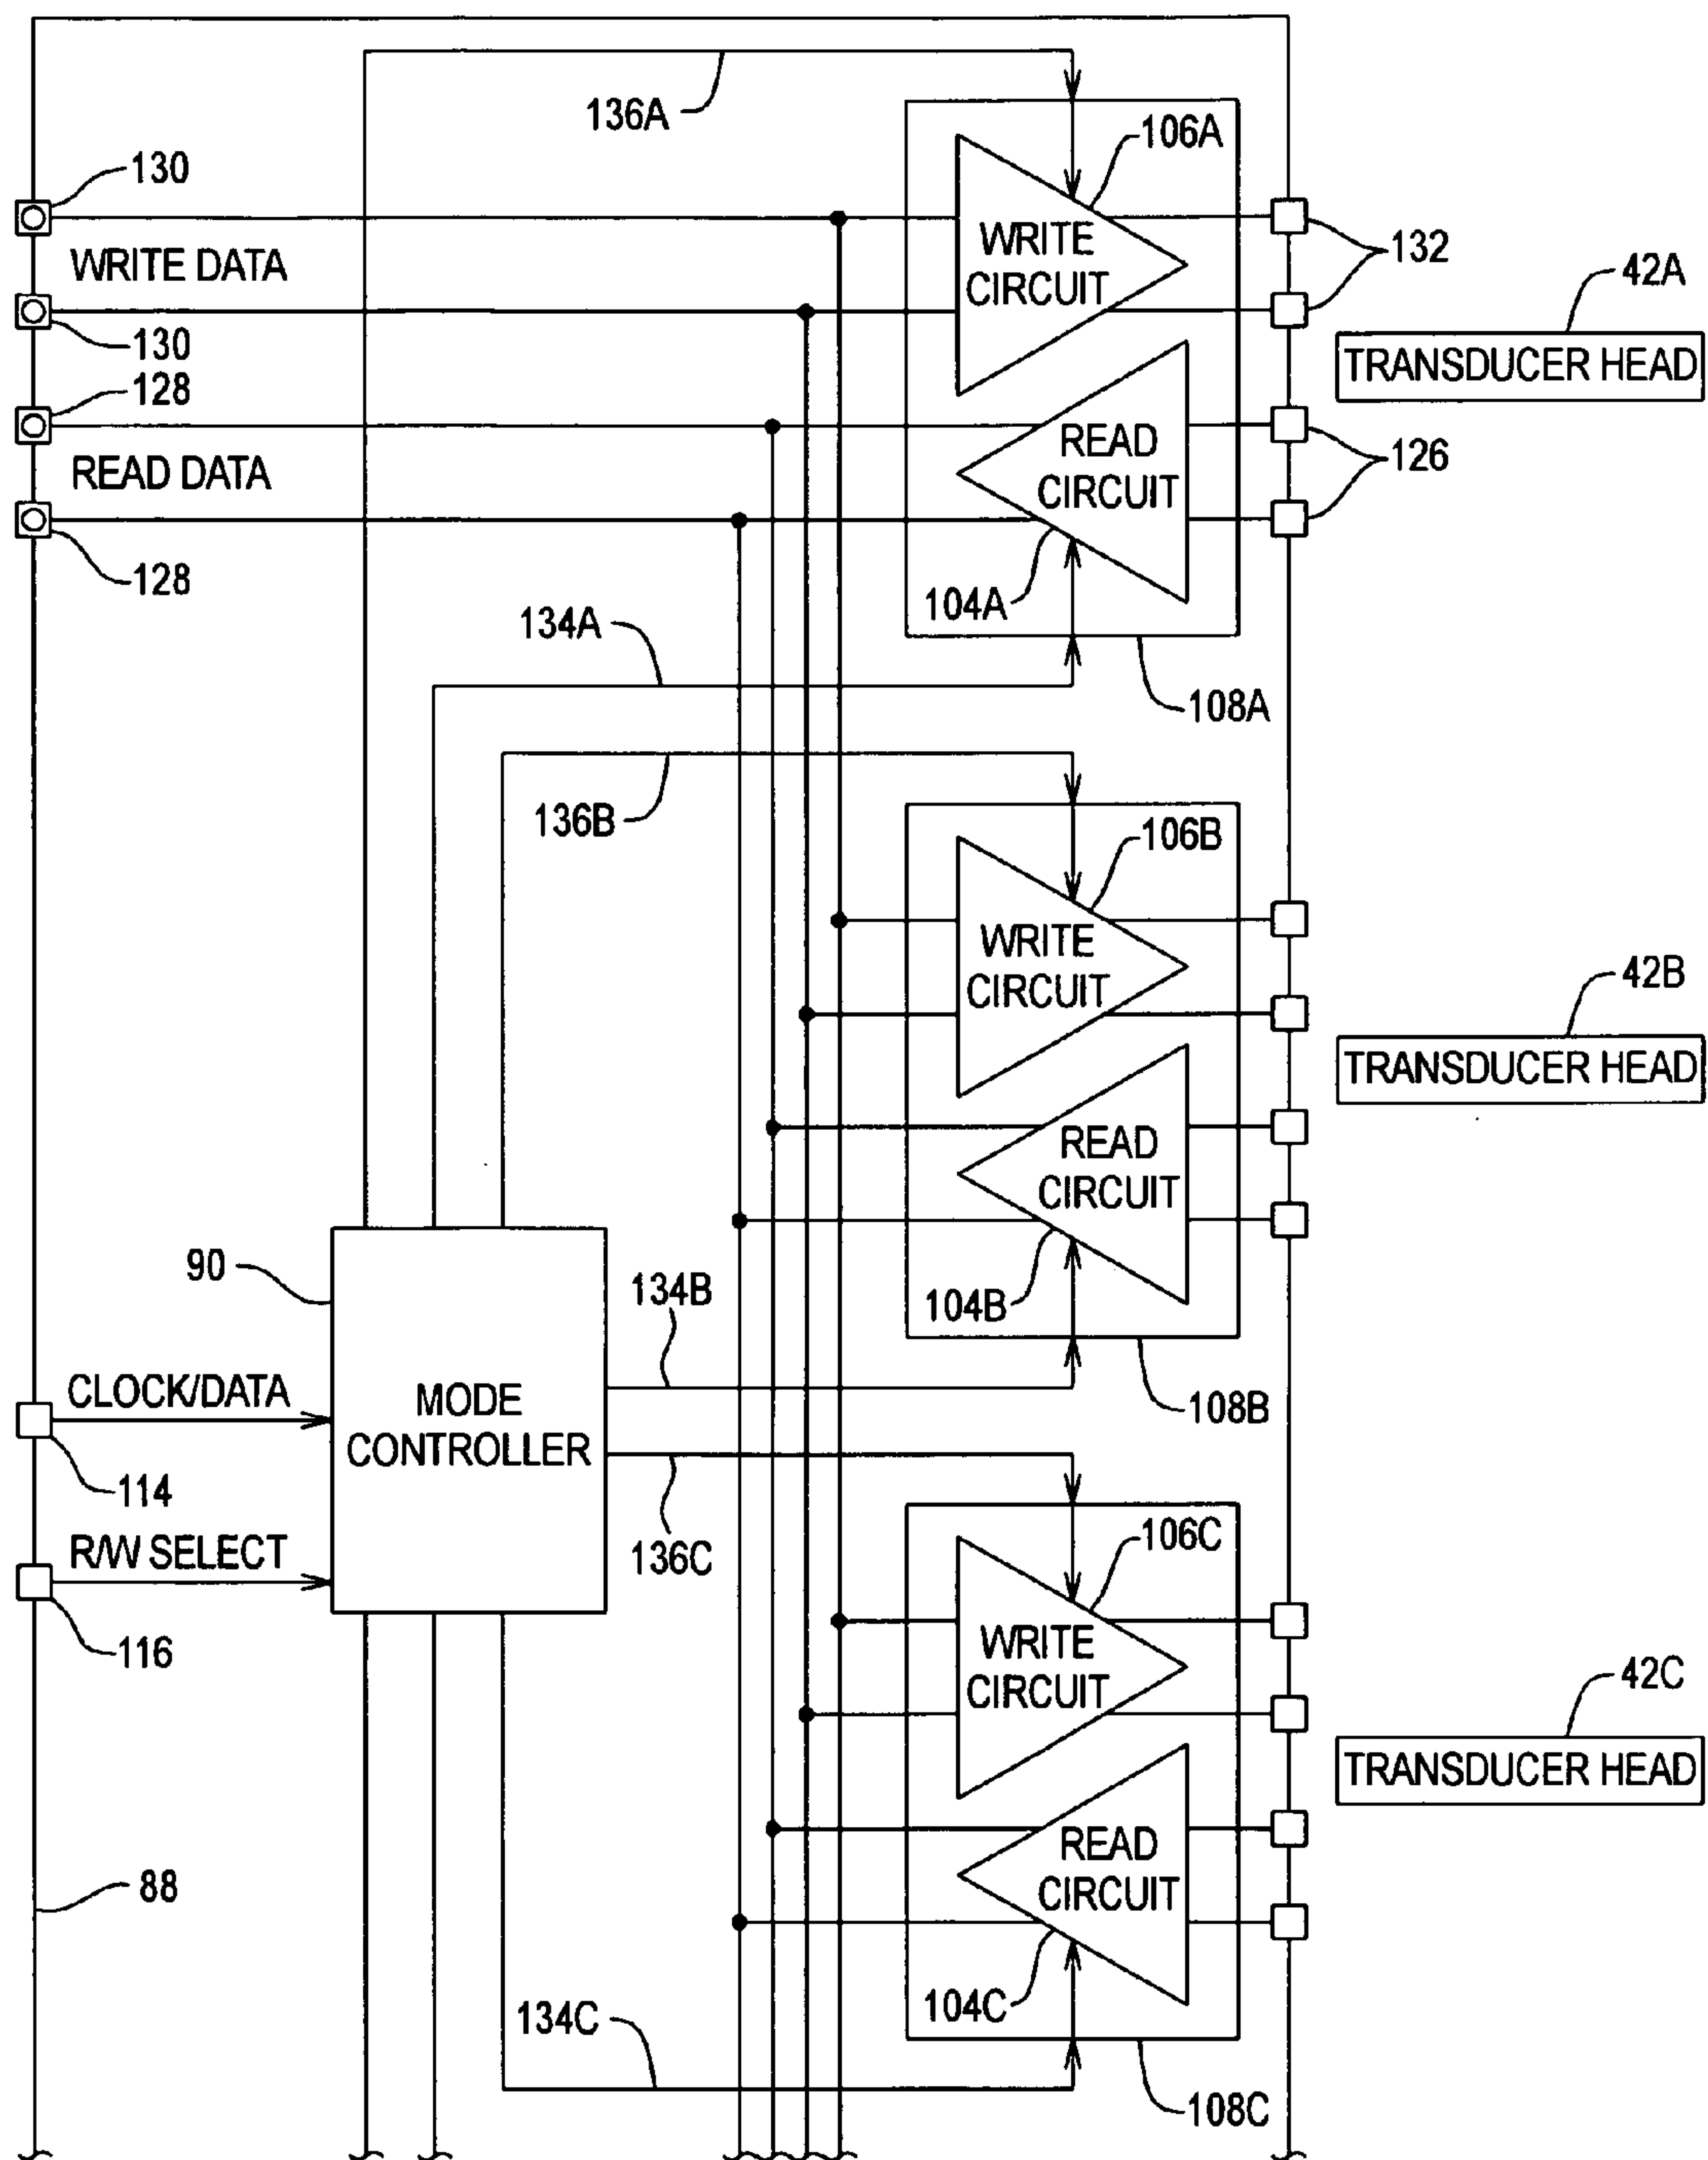 136A
106A
130
WRITE
CIRCUIT
132
WRITE DATA
42A
130
TRANSDUCER HEAD
128
READ
CIRCUIT
126
READ DATA
128
104A
134A
108A
136B
106B
WRITE
CIRCUIT
42B
TRANSDUCER HEAD
READ
CIRCUIT
90
134B
104B
CLOCK/DATA
MODE
CONTROLLER
108B
114
R/W SELECT
136C
106C
116
WRITE
CIRCUIT
42C
TRANSDUCER HEAD
READ
CIRCUIT
88
104C
134C
108C